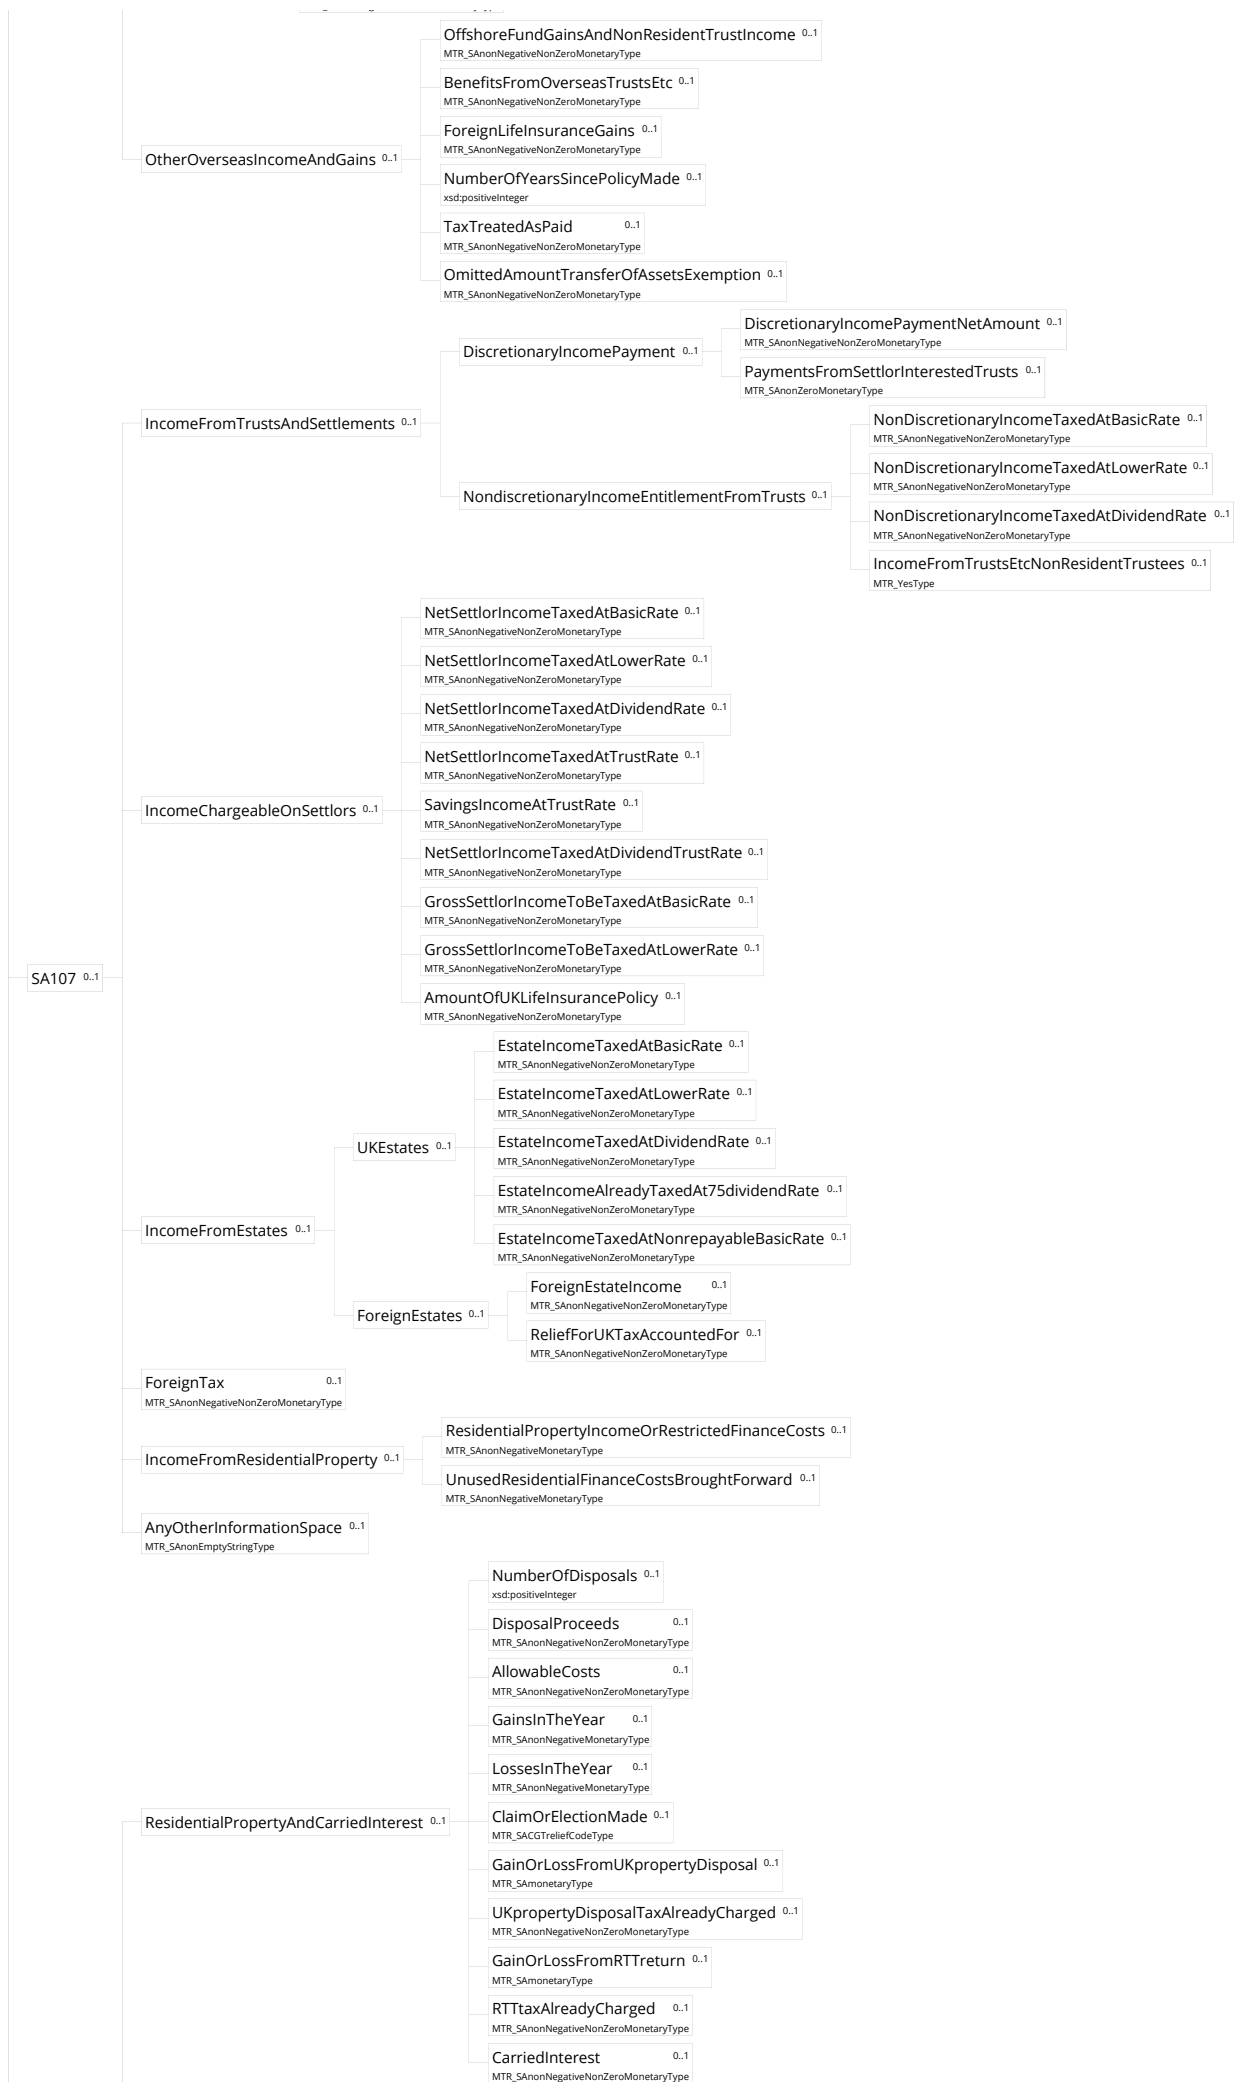 OffshoreFundGainsAndNonResidentTrustIncome 0..1
MTR_SAnonNegativeNonZeroMonetaryType
BenefitsFromOverseasTrustsEtc 0..1
MTR_SAnonNegativeNonZeroMonetaryType
ForeignLifeInsuranceGains 0..1
MTR_SAnonNegativeNonZeroMonetaryType
OtherOverseasIncomeAndGains 0..1
NumberOfYearsSincePolicyMade 0..1
xsd:positiveInteger
TaxTreatedAsPaid 0..1
MTR_SAnonNegativeNonZeroMonetaryType
OmittedAmountTransferOfAssetsExemption 0..1
MTR_SAnonNegativeNonZeroMonetaryType
DiscretionaryIncomePaymentNetAmount 0..1
MTR_SAnonNegativeNonZeroMonetaryType
DiscretionaryIncomePayment 0..1
PaymentsFromSettlorInterestedTrusts 0..1
MTR_SAnonZeroMonetaryType
IncomeFromTrustsAndSettlements 0..1
NonDiscretionaryIncomeTaxedAtBasicRate 0..1
MTR_SAnonNegativeNonZeroMonetaryType
NonDiscretionaryIncomeTaxedAtLowerRate 0..1
MTR_SAnonNegativeNonZeroMonetaryType
NondiscretionaryIncomeEntitlementFromTrusts 0..1
NonDiscretionaryIncomeTaxedAtDividendRate 0..1
MTR_SAnonNegativeNonZeroMonetaryType
IncomeFromTrustsEtcNonResidentTrustees 0..1
MTR_YesType
NetSettlorIncomeTaxedAtBasicRate 0..1
MTR_SAnonNegativeNonZeroMonetaryType
NetSettlorIncomeTaxedAtLowerRate 0..1
MTR_SAnonNegativeNonZeroMonetaryType
NetSettlorIncomeTaxedAtDividendRate 0..1
MTR_SAnonNegativeNonZeroMonetaryType
NetSettlorIncomeTaxedAtTrustRate 0..1
MTR_SAnonNegativeNonZeroMonetaryType
IncomeChargeableOnSettlors 0..1
SavingsIncomeAtTrustRate 0..1
MTR_SAnonNegativeNonZeroMonetaryType
NetSettlorIncomeTaxedAtDividendTrustRate 0..1
MTR_SAnonNegativeNonZeroMonetaryType
GrossSettlorIncomeToBeTaxedAtBasicRate 0..1
MTR_SAnonNegativeNonZeroMonetaryType
GrossSettlorIncomeToBeTaxedAtLowerRate 0..1
MTR_SAnonNegativeNonZeroMonetaryType
SA107 0..1
AmountOfUKLifeInsurancePolicy 0..1
MTR_SAnonNegativeNonZeroMonetaryType
EstateIncomeTaxedAtBasicRate 0..1
MTR_SAnonNegativeNonZeroMonetaryType
EstateIncomeTaxedAtLowerRate 0..1
MTR_SAnonNegativeNonZeroMonetaryType
UKEstates 0..1
EstateIncomeTaxedAtDividendRate 0..1
MTR_SAnonNegativeNonZeroMonetaryType
EstateIncomeAlreadyTaxedAt75dividendRate 0..1
MTR_SAnonNegativeNonZeroMonetaryType
IncomeFromEstates 0..1
EstateIncomeTaxedAtNonrepayableBasicRate 0..1
MTR_SAnonNegativeNonZeroMonetaryType
ForeignEstateIncome 0..1
MTR_SAnonNegativeNonZeroMonetaryType
ForeignEstates 0..1
ReliefForUKTaxAccountedFor 0..1
MTR_SAnonNegativeNonZeroMonetaryType
ForeignTax 0..1
MTR_SAnonNegativeNonZeroMonetaryType
ResidentialPropertyIncomeOrRestrictedFinanceCosts 0..1
MTR_SAnonNegativeMonetaryType
IncomeFromResidentialProperty 0..1
UnusedResidentialFinanceCostsBroughtForward 0..1
MTR_SAnonNegativeMonetaryType
AnyOtherInformationSpace 0..1
MTR_SAnonEmptyStringType
NumberOfDisposals 0..1
xsd:positiveInteger
DisposalProceeds 0..1
MTR_SAnonNegativeNonZeroMonetaryType
AllowableCosts 0..1
MTR_SAnonNegativeNonZeroMonetaryType
GainsInTheYear 0..1
MTR_SAnonNegativeMonetaryType
LossesInTheYear 0..1
MTR_SAnonNegativeMonetaryType
ResidentialPropertyAndCarriedInterest 0..1
ClaimOrElectionMade 0..1
MTR_SACGTreliefCodeType
GainOrLossFromUKpropertyDisposal 0..1
MTR_SAmonetaryType
UKpropertyDisposalTaxAlreadyCharged 0..1
MTR_SAnonNegativeNonZeroMonetaryType
GainOrLossFromRTTreturn 0..1
MTR_SAmonetaryType
RTTtaxAlreadyCharged 0..1
MTR_SAnonNegativeNonZeroMonetaryType
CarriedInterest 0..1
MTR_SAnonNegativeNonZeroMonetaryType